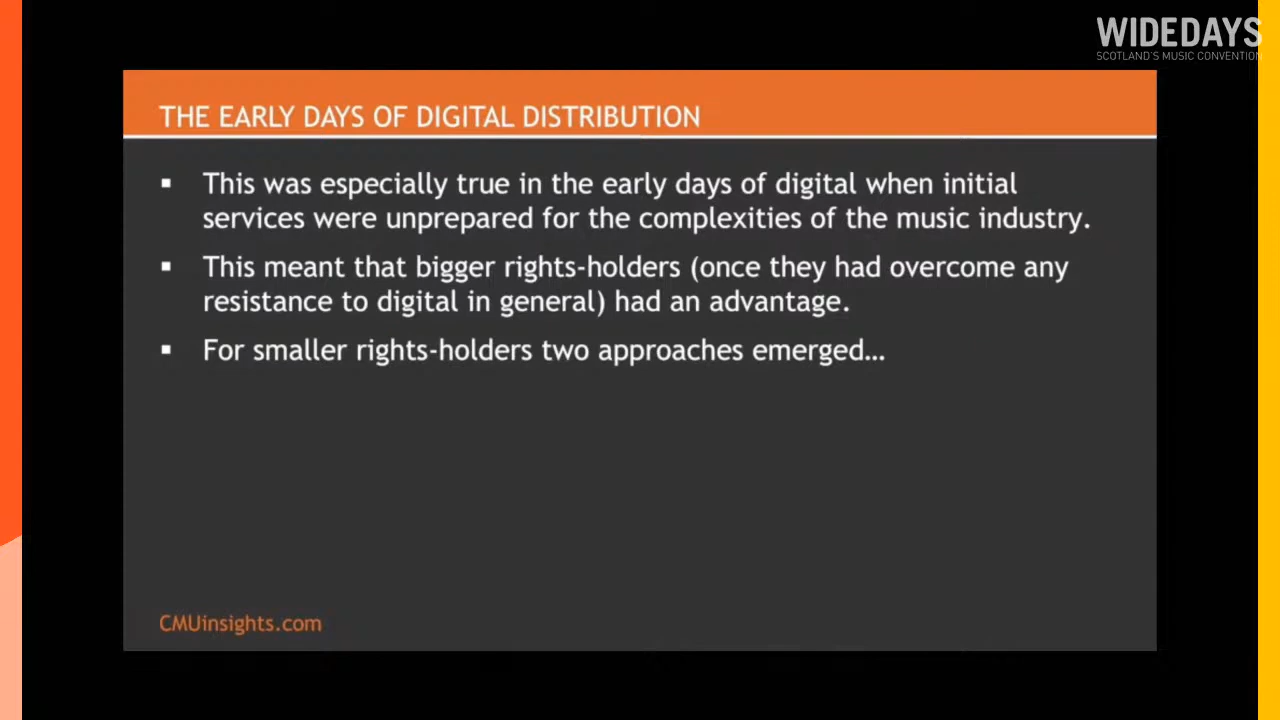 WIDEDAYS
SCOTLAND'S MUSIC CONVENTION
THE EARLY DAYS OF DIGITAL DISTRIBUTION
▪ This was especially true in the early days of digital when initial
services were unprepared for the complexities of the music industry.
▪ This meant that bigger rights-holders (once they had overcome any
resistance to digital in general) had an advantage.
▪ For smaller rights-holders two approaches emerged…
CMUinsights.com